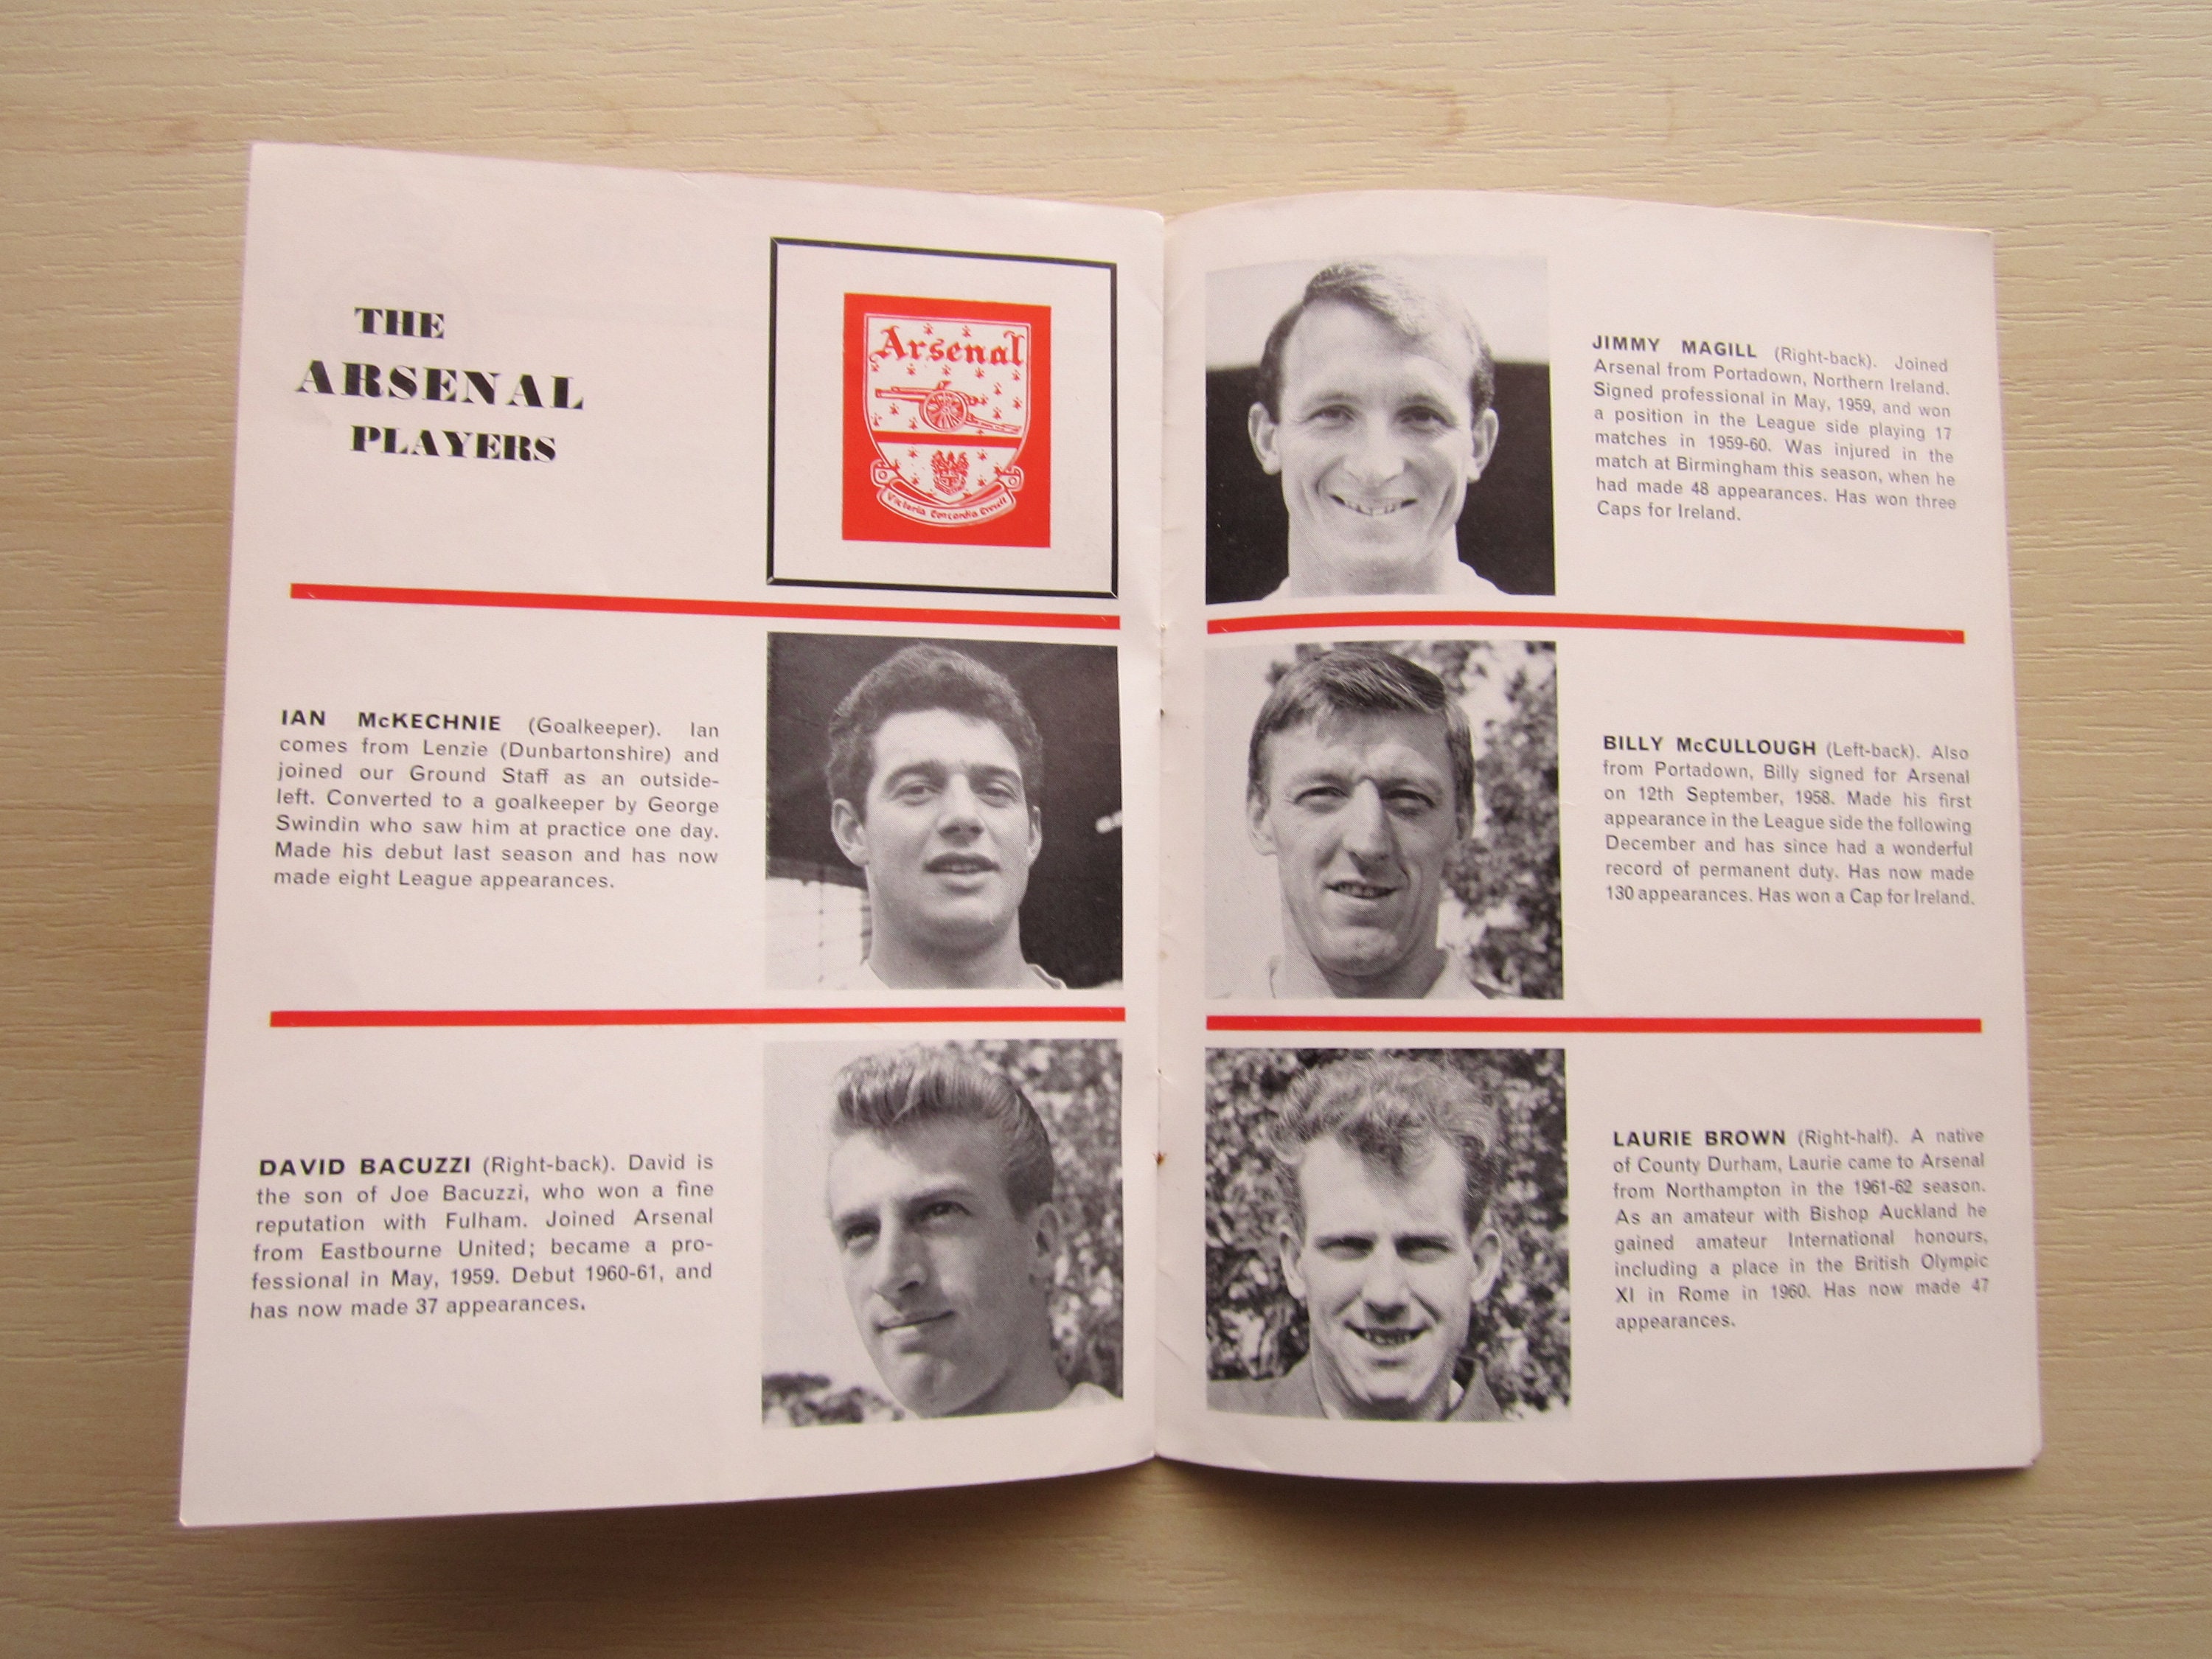 THE
ARSENAL
PLAYERS
Arsenal
Victoria Concordia Crescit
IAN McKECHNIE (Goalkeeper). Ian
comes from Lenzie (Dunbartonshire) and
joined our Ground Staff as an outside-
left. Converted to a goalkeeper by George
Swindin who saw him at practice one day.
Made his debut last season and has now
made eight League appearances.
DAVID BACUZZI (Right-back). David is
the son of Joe Bacuzzi, who won a fine
reputation with Fulham. Joined Arsenal
from Eastbourne United; became a pro-
fessional in May, 1959. Debut 1960-61, and
has now made 37 appearances.
JIMMY MAGILL (Right-back). Joined
Arsenal from Portadown, Northern Ireland.
Signed professional in May, 1959, and won
a position in the League side playing 17
matches in 1959-60. Was injured in the
match at Birmingham this season, when he
had made 48 appearances. Has won three
Caps for Ireland.
BILLY McCULLOUGH (Left-back). Also
from Portadown, Billy signed for Arsenal
on 12th September, 1958. Made his first
appearance in the League side the following
December and has since had a wonderful
record of permanent duty. Has now made
130 appearances. Has won a Cap for Ireland.
LAURIE BROWN (Right-half). A native
of County Durham, Laurie came to Arsenal
from Northampton in the 1961-62 season.
As an amateur with Bishop Auckland he
gained amateur International honours,
including a place in the British Olympic
XI in Rome in 1960. Has now made 47
appearances.